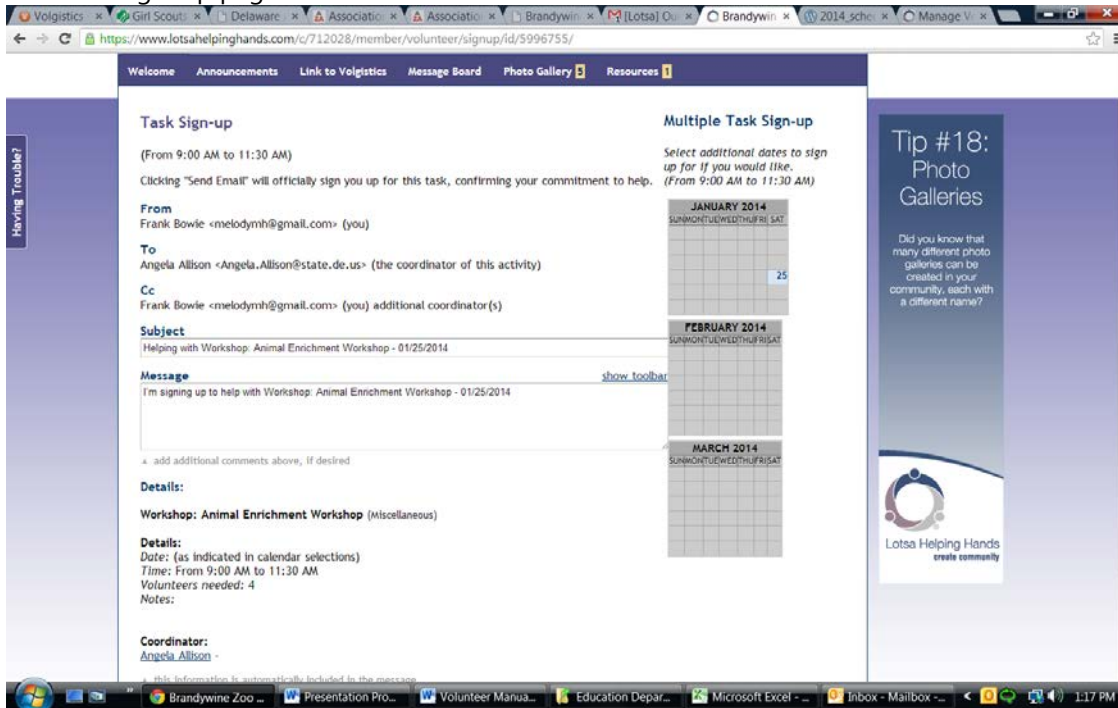 Volgistics
Girl Scouts
Delaware
Associatio
Associatio
Brandywin
[Lotsa] Ou
Brandywin
2014_sche
Manage V
https://www.lotsahelpinghands.com/c/712028/member/volunteer/signup/id/5996755/
Welcome Announcements Link to Volgistics Message Board Photo Gallery 5 Resources 1
Having Trouble?
Task Sign-up
(From 9:00 AM to 11:30 AM)
Clicking "Send Email" will officially sign you up for this task, confirming your commitment to help.
From
Frank Bowie <melodymh@gmail.com> (you)
To
Angela Allison <Angela.Allison@state.de.us> (the coordinator of this activity)
Cc
Frank Bowie <melodymh@gmail.com> (you) additional coordinator(s)
Subject
Helping with Workshop: Animal Enrichment Workshop - 01/25/2014
Message show toolbar
I'm signing up to help with Workshop: Animal Enrichment Workshop - 01/25/2014
add additional comments above, if desired
Details:
Workshop: Animal Enrichment Workshop (Miscellaneous)
Details:
Date: (as indicated in calendar selections)
Time: From 9:00 AM to 11:30 AM
Volunteers needed: 4
Notes:
Coordinator:
Angela Allison -
this information is automatically included in the message
Multiple Task Sign-up
Select additional dates to sign
up for if you would like.
(From 9:00 AM to 11:30 AM)
JANUARY 2014
SUN MON TUE WED THU FRI SAT
25
FEBRUARY 2014
SUN MON TUE WED THU FRI SAT
MARCH 2014
SUN MON TUE WED THU FRI SAT
Tip #18:
Photo
Galleries
Did you know that
many different photo
galleries can be
created in your
community, each with
a different name?
Lotsa Helping Hands
create community
Brandywine Zoo ...
Presentation Pro...
Volunteer Manua...
Education Depar...
Microsoft Excel - ...
Inbox - Mailbox -...
1:17 PM